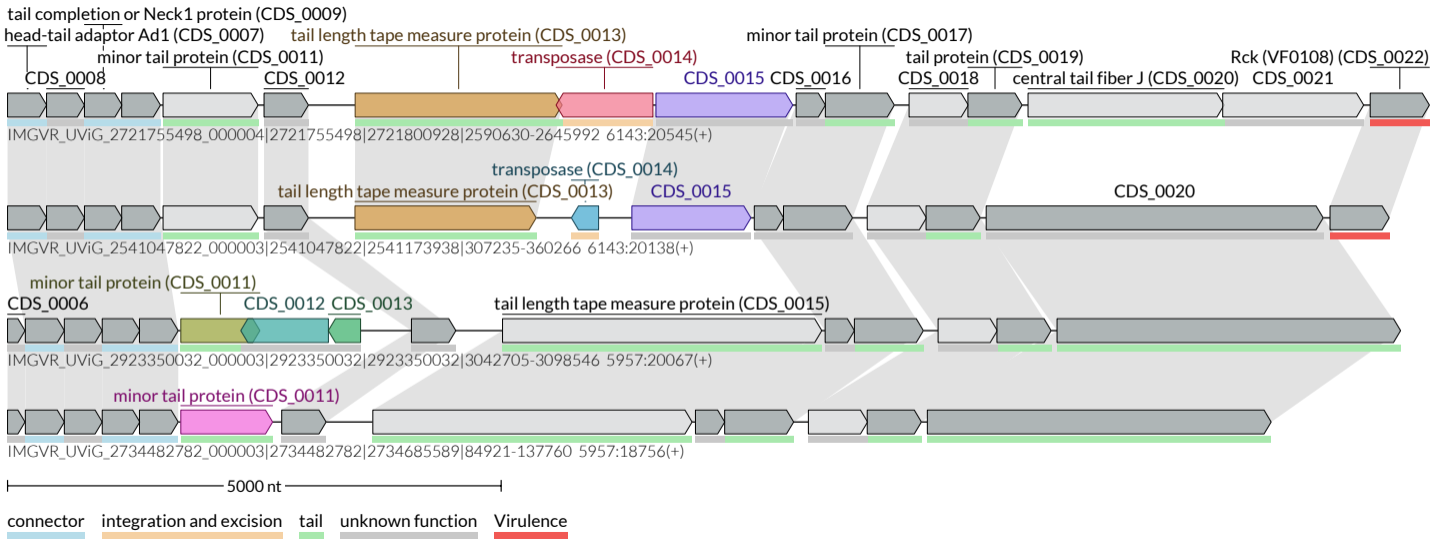 tail completion or Neck1 protein (CDS_0009)
head-tail adaptor Ad1 (CDS_0007) tail length tape measure protein (CDS_0013) minor tail protein (CDS_0017)
minor tail protein (CDS_0011) transposase (CDS_0014) tail protein (CDS_0019) Rck (VF0108) (CDS_0022)
CDS_0008 CDS_0012 CDS_0015 CDS_0016 CDS_0018 central tail fiber J (CDS_0020) CDS_0021
IMGVR_UViG_2721755498_000004|2721755498|2721800928|2590630-2645992 6143:20545(+)
transposase (CDS_0014)
tail length tape measure protein (CDS_0013) CDS_0015 CDS_0020
IMGVR_UViG_2541047822_000003|2541047822|2541173938|307235-360266 6143:20138(+)
minor tail protein (CDS_0011)
CDS_0006 CDS_0012 CDS_0013 tail length tape measure protein (CDS_0015)
IMGVR_UViG_2923350032_000003|2923350032|2923350032|3042705-3098546 5957:20067(+)
minor tail protein (CDS_0011)
IMGVR_UViG_2734482782_000003|2734482782|2734685589|84921-137760 5957:18756(+)
5000 nt
connector integration and excision tail unknown function Virulence